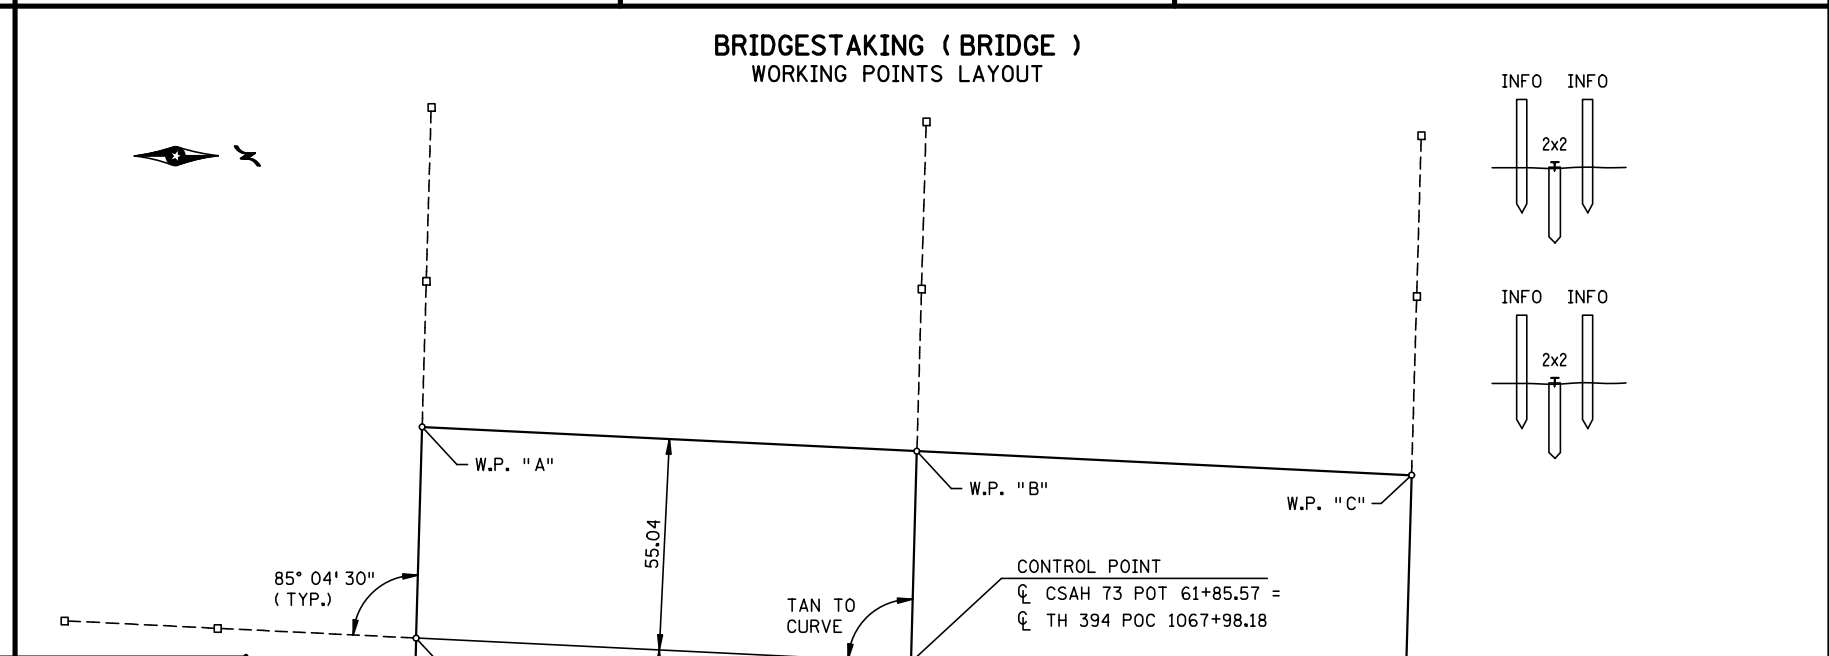 BRIDGESTAKING ( BRIDGE )
WORKING POINTS LAYOUT
INFO INFO
2x2
INFO INFO
2x2
W.P. "A"
W.P. "B"
W.P. "C"
55.04
85° 04' 30"
( TYP.)
TAN TO
CURVE
CONTROL POINT
℄ CSAH 73 POT 61+85.57 =
℄ TH 394 POC 1067+98.18